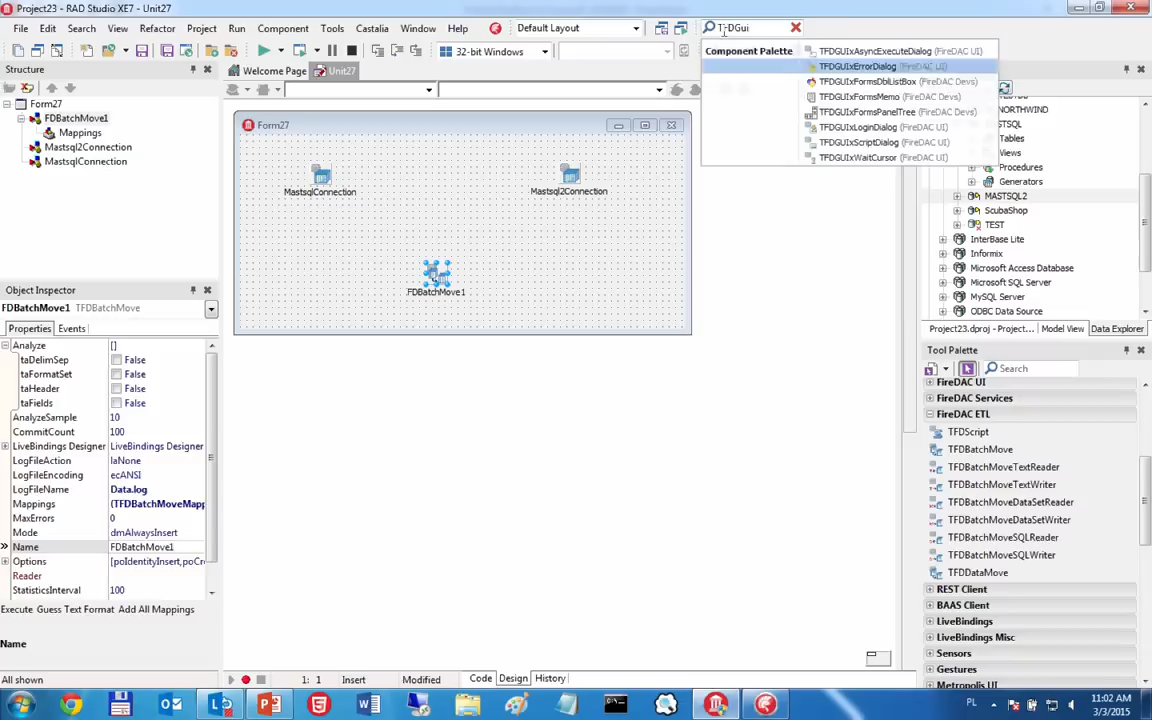 Project23 - RAD Studio XE7 - Unit27
File Edit Search View Refactor Project Run Component Tools Castalia Window Help
Default Layout
TFDGui
32-bit Windows
Component Palette
TFDGUIxAsyncExecuteDialog (FireDAC UI)
TFDGUIxErrorDialog (FireDAC UI)
TFDGUIxFormsDblListBox (FireDAC Devs)
TFDGUIxFormsMemo (FireDAC Devs)
TFDGUIxFormsPanelTree (FireDAC Devs)
TFDGUIxLoginDialog (FireDAC UI)
TFDGUIxScriptDialog (FireDAC UI)
TFDGUIxWaitCursor (FireDAC UI)
Structure
Form27
FDBatchMove1
Mappings
Mastsql2Connection
MastsqlConnection
Welcome Page
Unit27
Form27
MastsqlConnection
Mastsql2Connection
FDBatchMove1
NORTHWIND
Tables
Views
Procedures
Generators
MASTSQL2
ScubaShop
TEST
InterBase Lite
Informix
Microsoft Access Database
Microsoft SQL Server
MySQL Server
ODBC Data Source
Project23.dproj - Project...
Model View
Data Explorer
Object Inspector
FDBatchMove1 TFDBatchMove
Properties Events
Analyze []
taDelimSep False
taFormatSet False
taHeader False
taFields False
AnalyzeSample 10
CommitCount 100
LiveBindings Designer LiveBindings Designer
LogFileAction laNone
LogFileEncoding ecANSI
LogFileName Data.log
Mappings (TFDBatchMoveMapp
MaxErrors 0
Mode dmAlwaysInsert
Name FDBatchMove1
Options [poIdentityInsert,poCr
Reader
StatisticsInterval 100
Execute Guess Text Format Add All Mappings
Name
All shown
1: 1 Insert Modified
Code Design History
Tool Palette
Search
FireDAC UI
FireDAC Services
FireDAC ETL
TFDScript
TFDBatchMove
TFDBatchMoveTextReader
TFDBatchMoveTextWriter
TFDBatchMoveDataSetReader
TFDBatchMoveDataSetWriter
TFDBatchMoveSQLReader
TFDBatchMoveSQLWriter
TFDDataMove
REST Client
BAAS Client
LiveBindings
LiveBindings Misc
Sensors
Gestures
Metropolis UI
PL
11:02 AM
3/3/2015